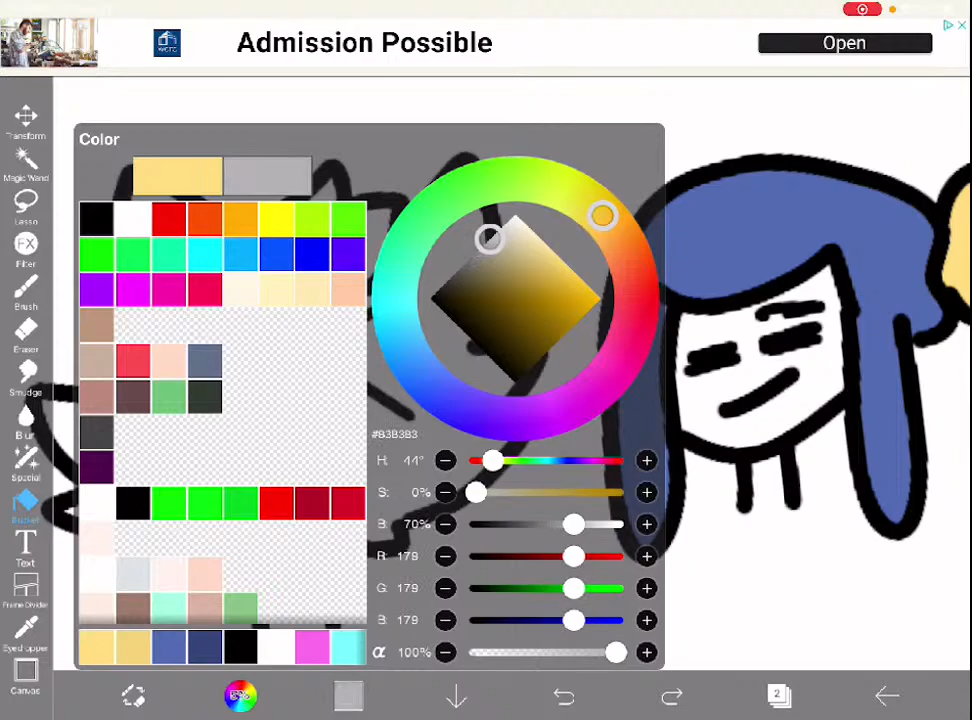 Admission Possible
Open
Transform
Magic Wand
Lasso
FX
Filter
Brush
Eraser
Smudge
Blur
Special
Bucket
T
Text
Frame Divider
Eyedropper
Canvas
Color
#B3B3B3
H: 44°
S: 0%
B: 70%
R: 179
G: 179
B: 179
α 100%
2